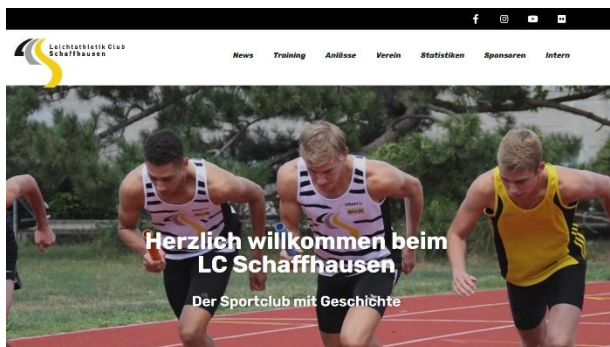 Leichtathletik Club
Schaffhausen
News Training Anlässe Verein Statistiken Sponsoren Intern
Herzlich willkommen beim
LC Schaffhausen
Der Sportclub mit Geschichte